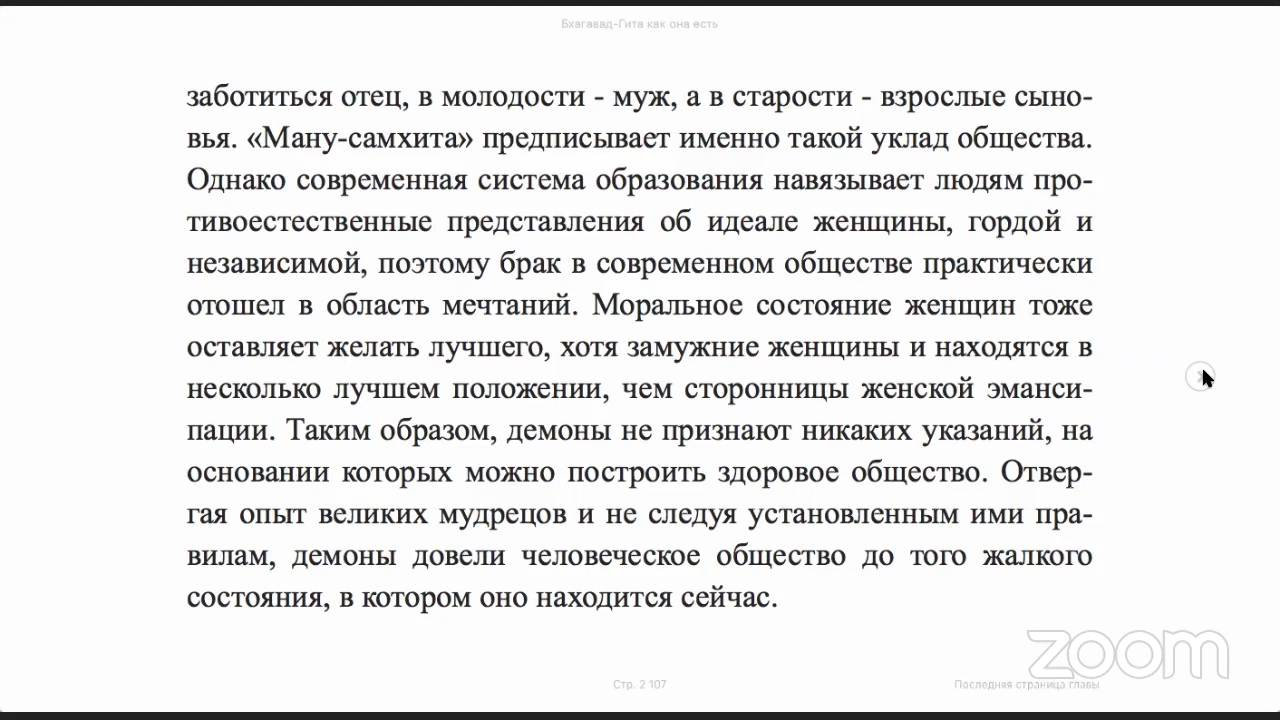 Бхагавад-Гита как она есть
заботиться отец, в молодости - муж, а в старости - взрослые сыно-
вья. «Ману-самхита» предписывает именно такой уклад общества.
Однако современная система образования навязывает людям про-
тивоестественные представления об идеале женщины, гордой и
независимой, поэтому брак в современном обществе практически
отошел в область мечтаний. Моральное состояние женщин тоже
оставляет желать лучшего, хотя замужние женщины и находятся в
несколько лучшем положении, чем сторонницы женской эманси-
пации. Таким образом, демоны не признают никаких указаний, на
основании которых можно построить здоровое общество. Отвер-
гая опыт великих мудрецов и не следуя установленным ими пра-
вилам, демоны довели человеческое общество до того жалкого
состояния, в котором оно находится сейчас.
zoom
Стр. 2 107
Последняя страница главы